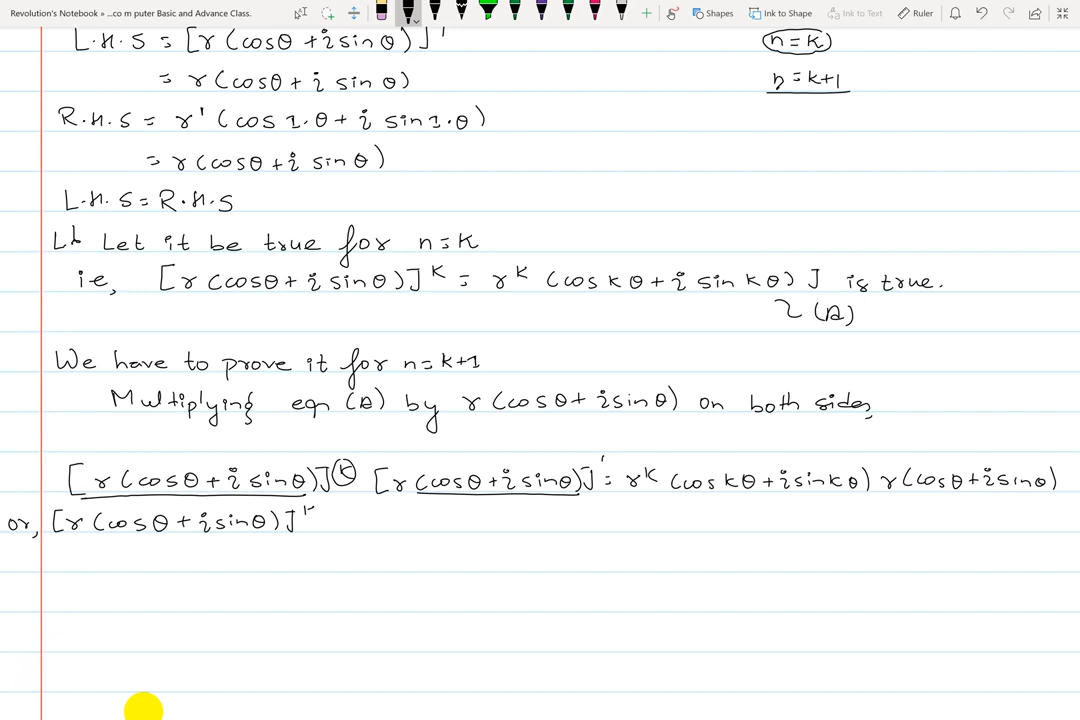 Revolution's Notebook » ...co m puter Basic and Advance Class.
Shapes
Ink to Shape
Ink to Text
Ruler
L.H.S = [r(cosθ + i sin θ)]¹
n = k
= r(cosθ + i sin θ)
n = k+1
R.H.S = r¹ (cos 1.θ + i sin 1.θ)
= r(cosθ + i sin θ)
L.H.S = R.H.S
Let it be true for n = k
i.e, [r(cosθ + i sinθ)]ᵏ = rᵏ (cos kθ + i sin kθ)] is true.
(A)
We have to prove it for n = k+1
Multiplying eqn (A) by r(cosθ + i sinθ) on both sides,
[r(cosθ + i sinθ)]ᵏ [r(cosθ + i sinθ)]¹ = rᵏ (cos kθ + i sin kθ) r(cosθ + i sinθ)
or, [r(cosθ + i sinθ)]